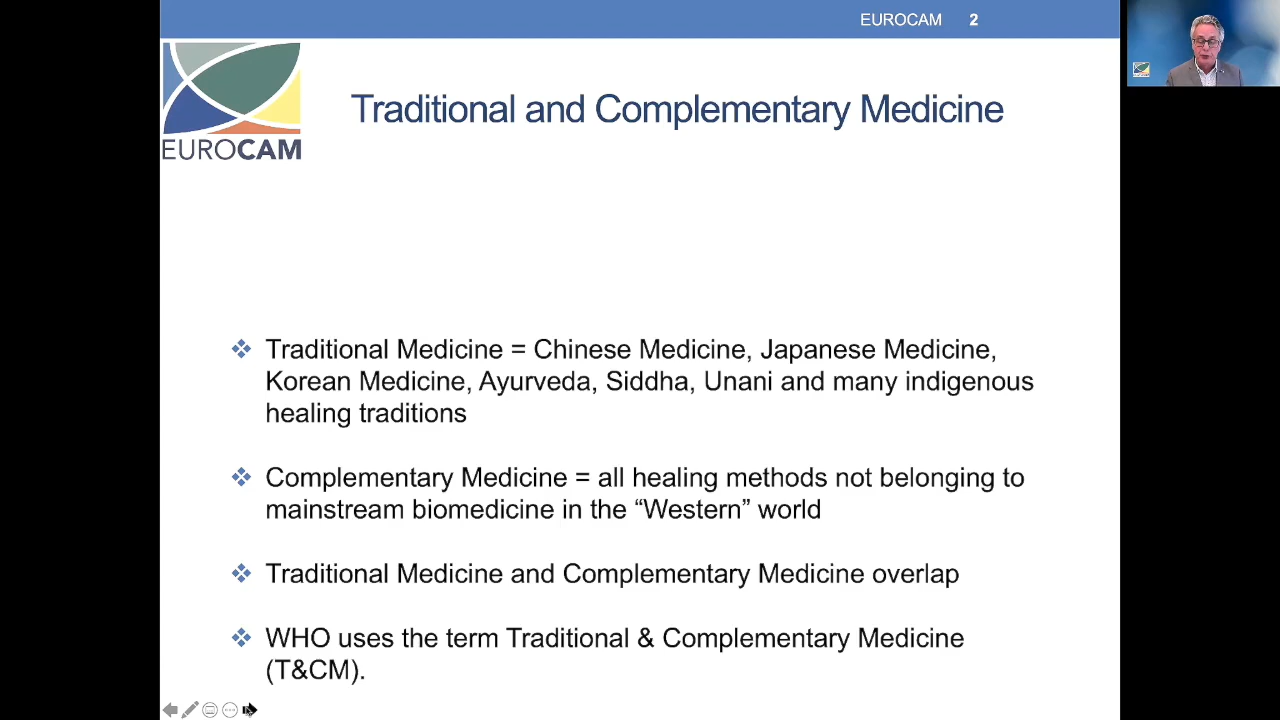 EUROCAM 2
EUROCAM
Traditional and Complementary Medicine
❖ Traditional Medicine = Chinese Medicine, Japanese Medicine,
Korean Medicine, Ayurveda, Siddha, Unani and many indigenous
healing traditions
❖ Complementary Medicine = all healing methods not belonging to
mainstream biomedicine in the “Western” world
❖ Traditional Medicine and Complementary Medicine overlap
❖ WHO uses the term Traditional & Complementary Medicine
(T&CM).